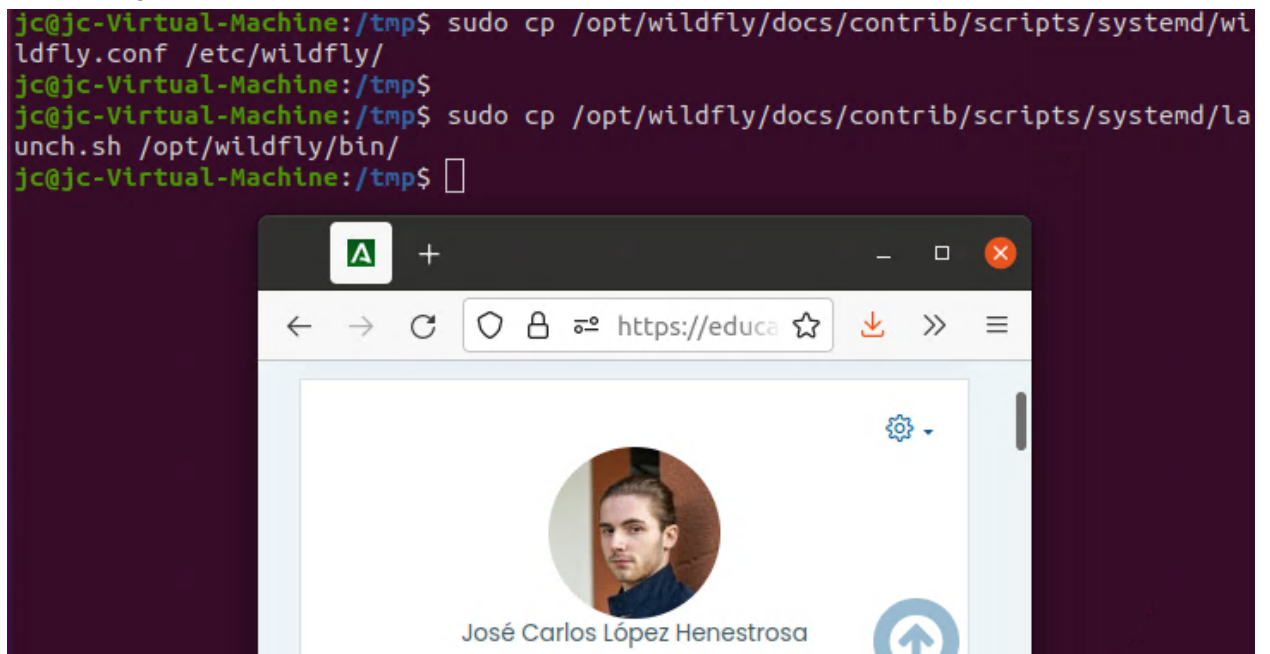 jc@jc-Virtual-Machine:/tmp$ sudo cp /opt/wildfly/docs/contrib/scripts/systemd/wi
ldfly.conf /etc/wildfly/
jc@jc-Virtual-Machine:/tmp$
jc@jc-Virtual-Machine:/tmp$ sudo cp /opt/wildfly/docs/contrib/scripts/systemd/la
unch.sh /opt/wildfly/bin/
jc@jc-Virtual-Machine:/tmp$
https://educa
José Carlos López Henestrosa